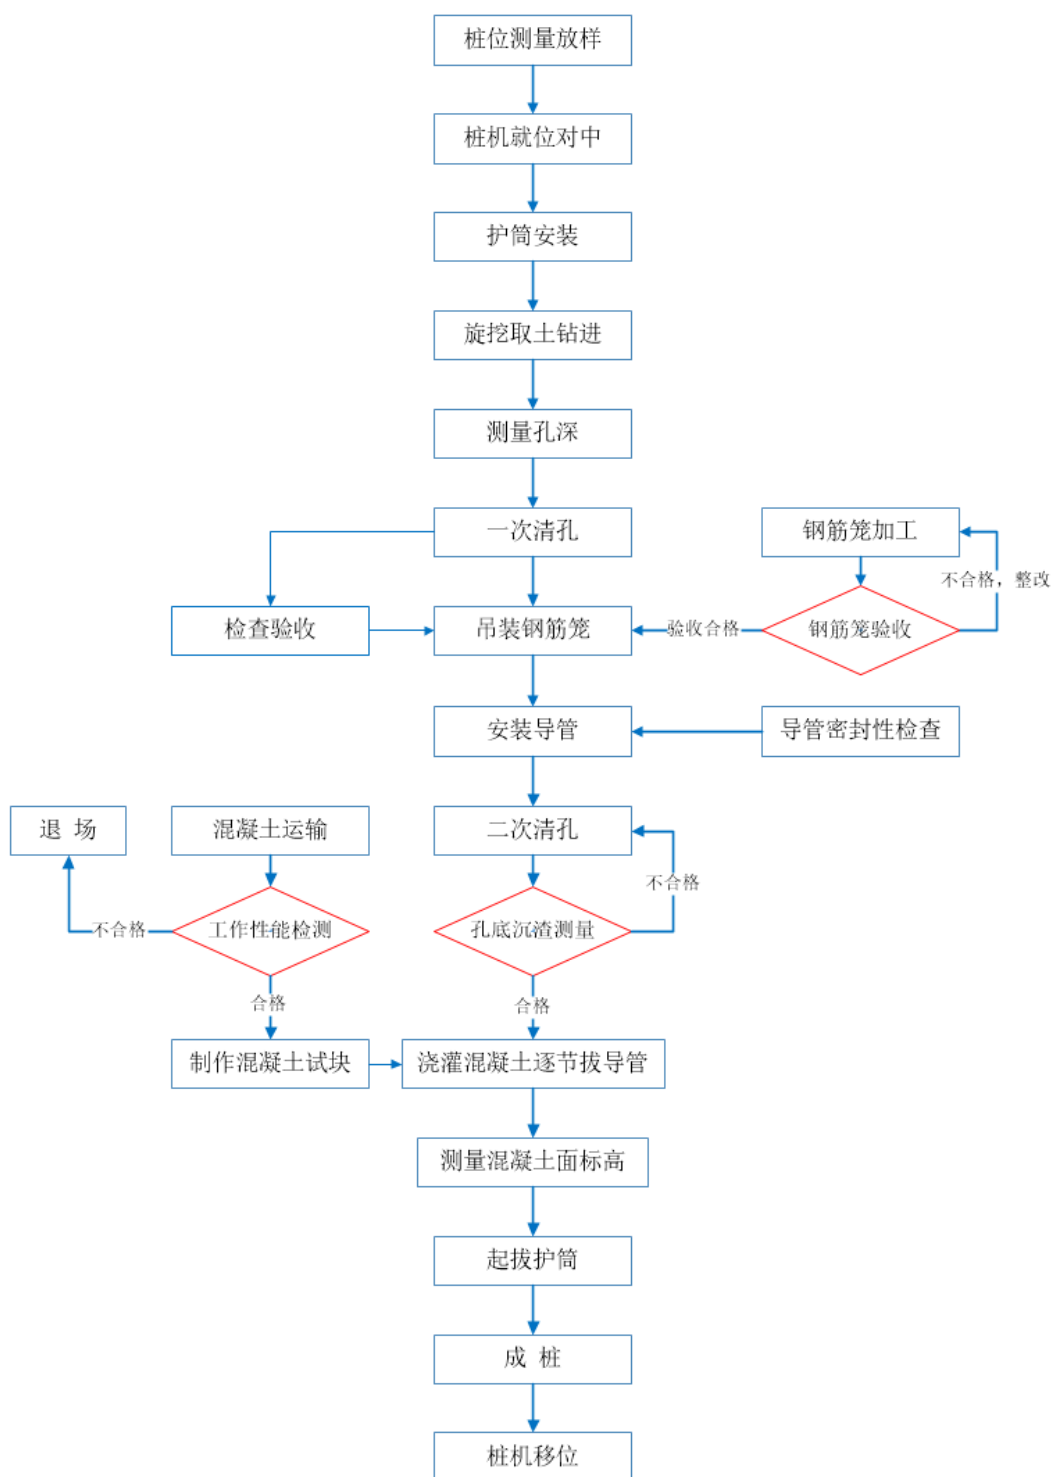 桩位测量放样
桩机就位对中
护筒安装
旋挖取土钻进
测量孔深
一次清孔
钢筋笼加工
不合格，整改
检查验收
吊装钢筋笼
验收合格
钢筋笼验收
安装导管
导管密封性检查
退 场
混凝土运输
二次清孔
不合格
不合格
工作性能检测
孔底沉渣测量
合格
合格
制作混凝土试块
浇灌混凝土逐节拔导管
测量混凝土面标高
起拔护筒
成 桩
桩机移位